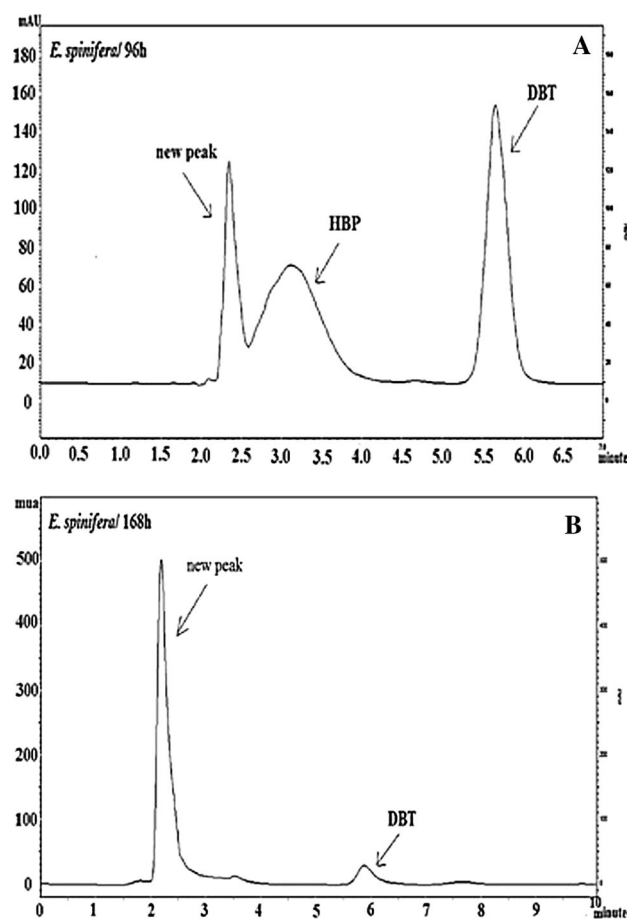 mAU
E. spinifera/ 96h
A
180
DBT
160
new peak
140
120
HBP
100
80
60
40
20
0
0.0 0.5 1.0 1.5 2.0 2.5 3.0 3.5 4.0 4.5 5.0 5.5 6.0 6.5 minute
mua
E. spinifera/ 168h
B
500
new peak
400
300
200
100
DBT
0
0 1 2 3 4 5 6 7 8 9 10
minute